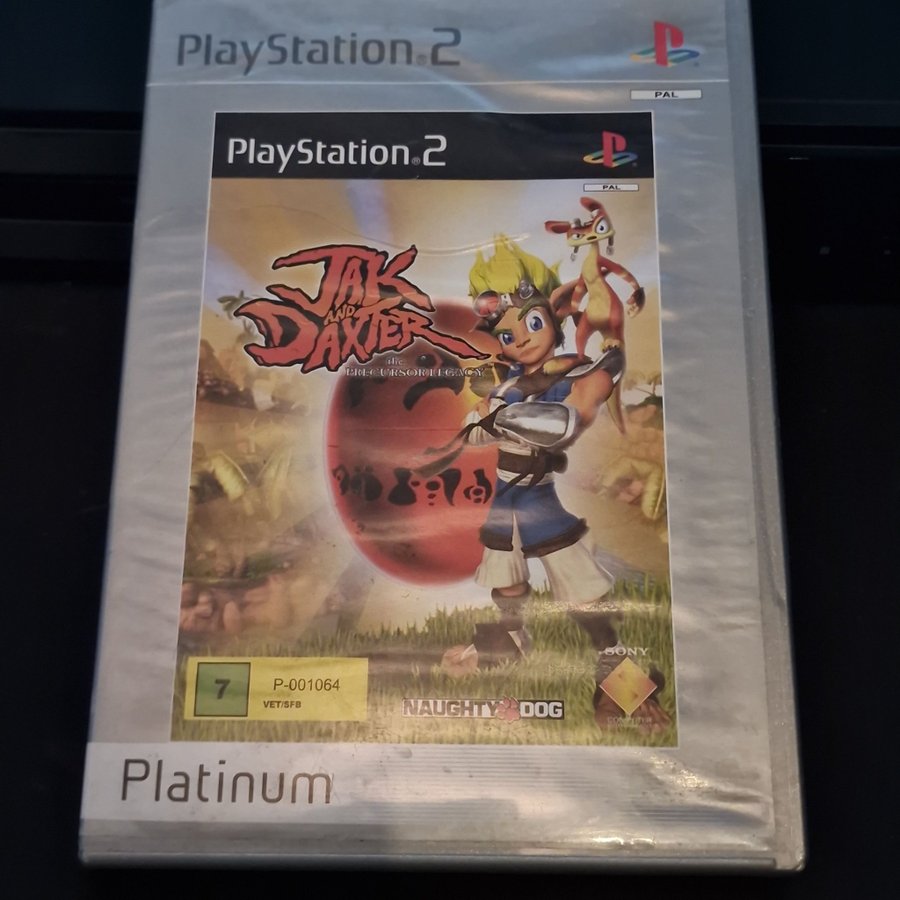 PlayStation®2
PAL
PlayStation®2
PAL
JAK
AND
DAXTER
the
PRECURSOR LEGACY
7
P-001064
VET/SFB
NAUGHTY DOG
SONY
COMPUTER
Platinum